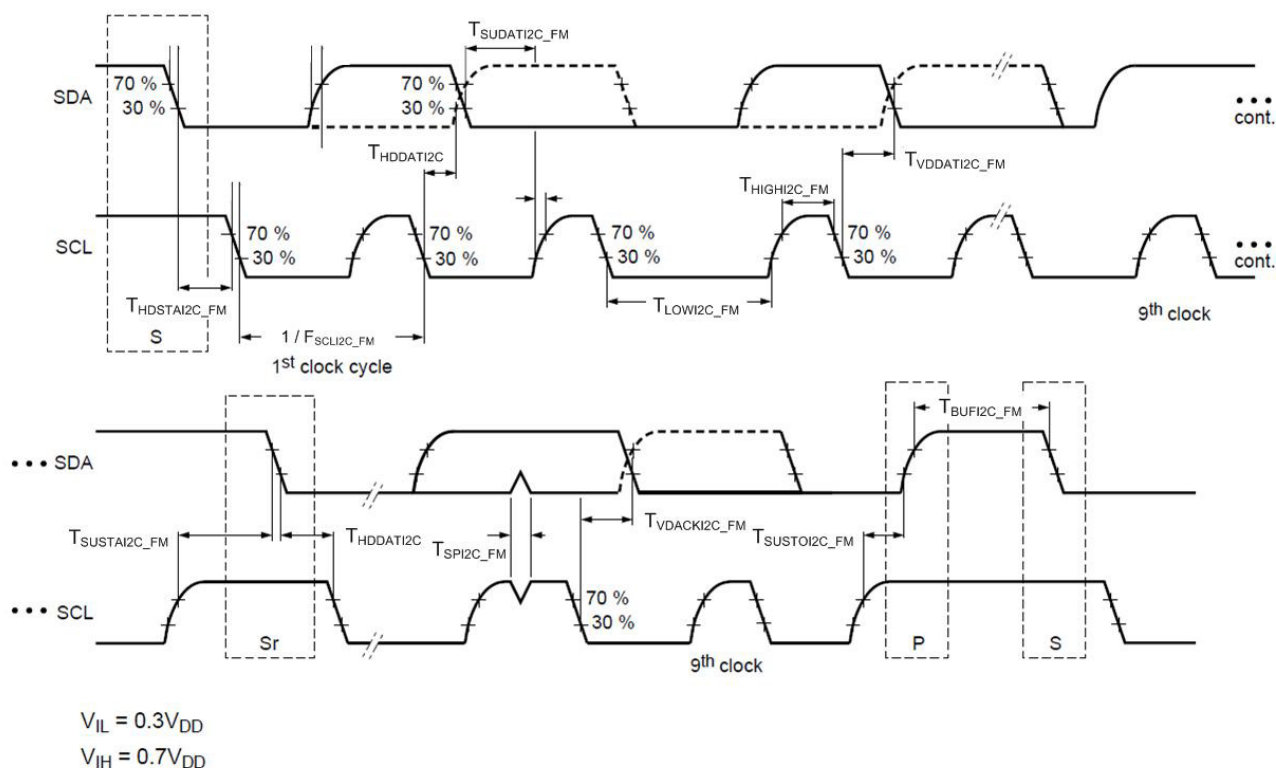 T_SUDATI2C_FM
70 %
70 %
SDA
30 %
30 %
cont.
T_HDDATI2C
T_VDDATI2C_FM
T_HIGHI2C_FM
70 %
70 %
70 %
70 %
SCL
30 %
30 %
30 %
30 %
cont.
T_HDSTAI2C_FM
T_LOWI2C_FM
9th clock
S
1 / F_SCLI2C_FM
1st clock cycle
T_BUFI2C_FM
SDA
T_SUSTAI2C_FM
T_HDDATI2C
T_SPI2C_FM
T_VDACKI2C_FM
T_SUSTOI2C_FM
70 %
SCL
30 %
Sr
9th clock
P
S
V_IL = 0.3V_DD
V_IH = 0.7V_DD